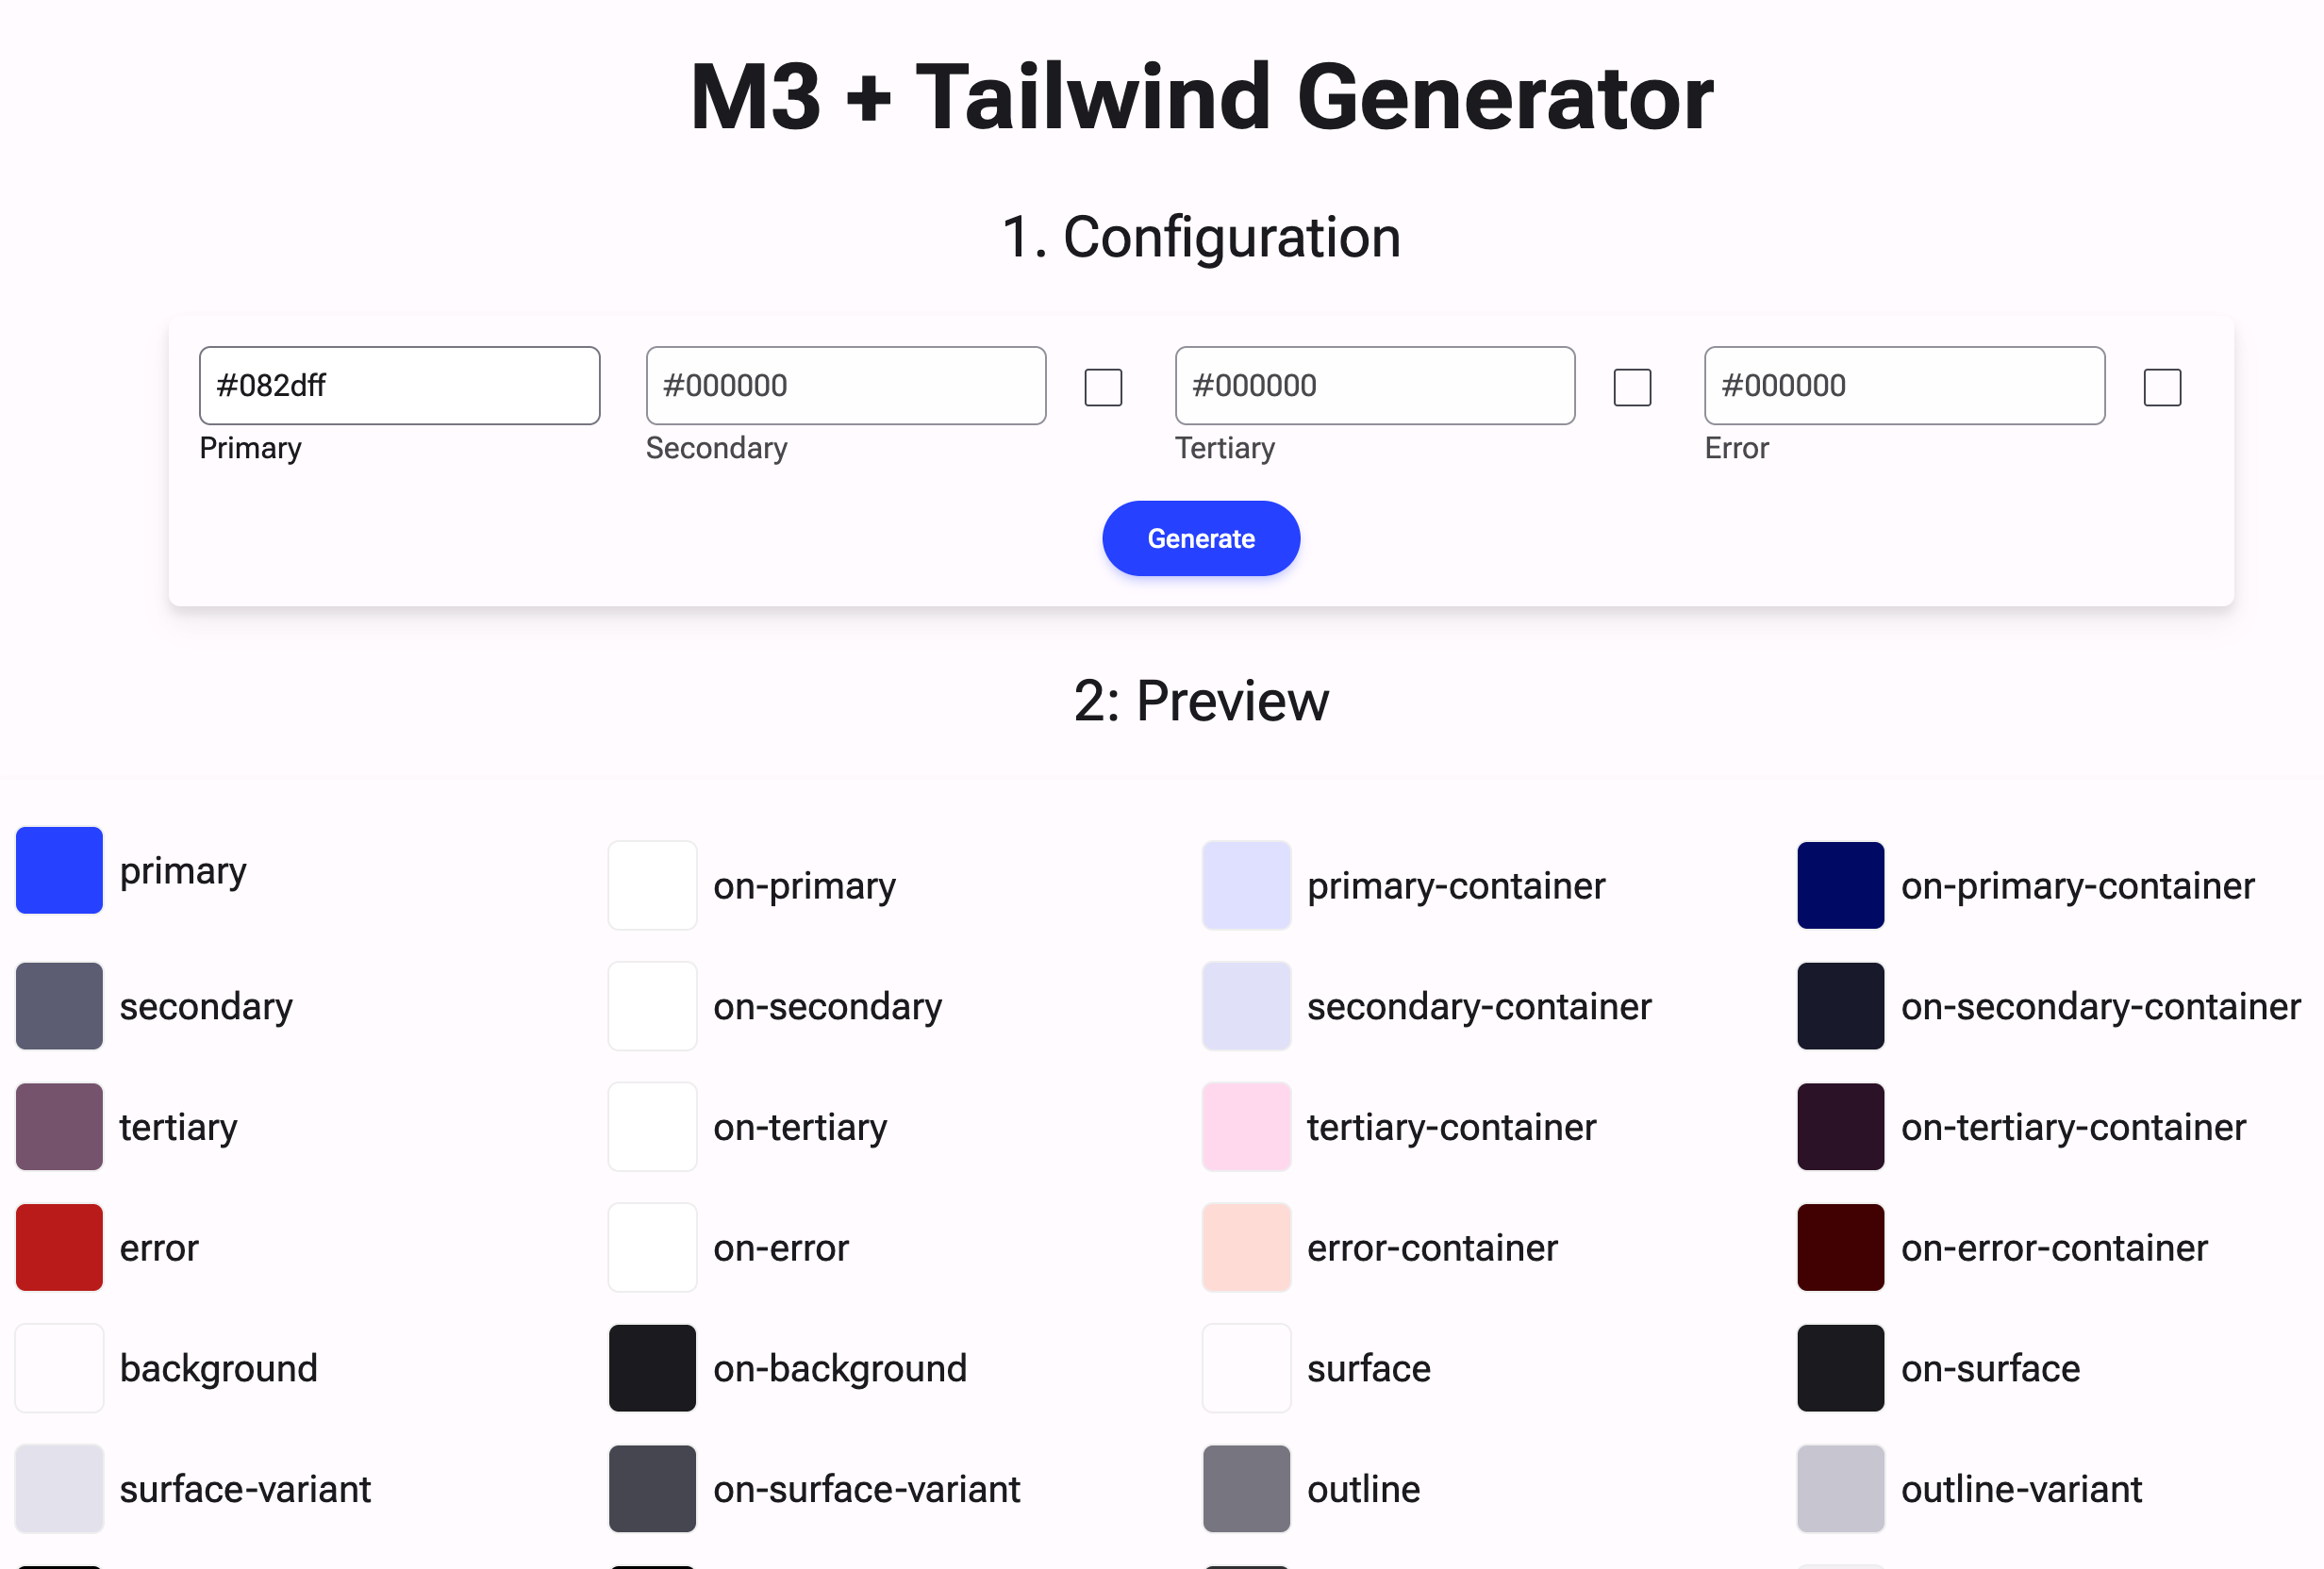 M3 + Tailwind Generator
1. Configuration
#082dff
#000000
#000000
#000000
Primary
Secondary
Tertiary
Error
Generate
2: Preview
primary
on-primary
primary-container
on-primary-container
secondary
on-secondary
secondary-container
on-secondary-container
tertiary
on-tertiary
tertiary-container
on-tertiary-container
error
on-error
error-container
on-error-container
background
on-background
surface
on-surface
surface-variant
on-surface-variant
outline
outline-variant